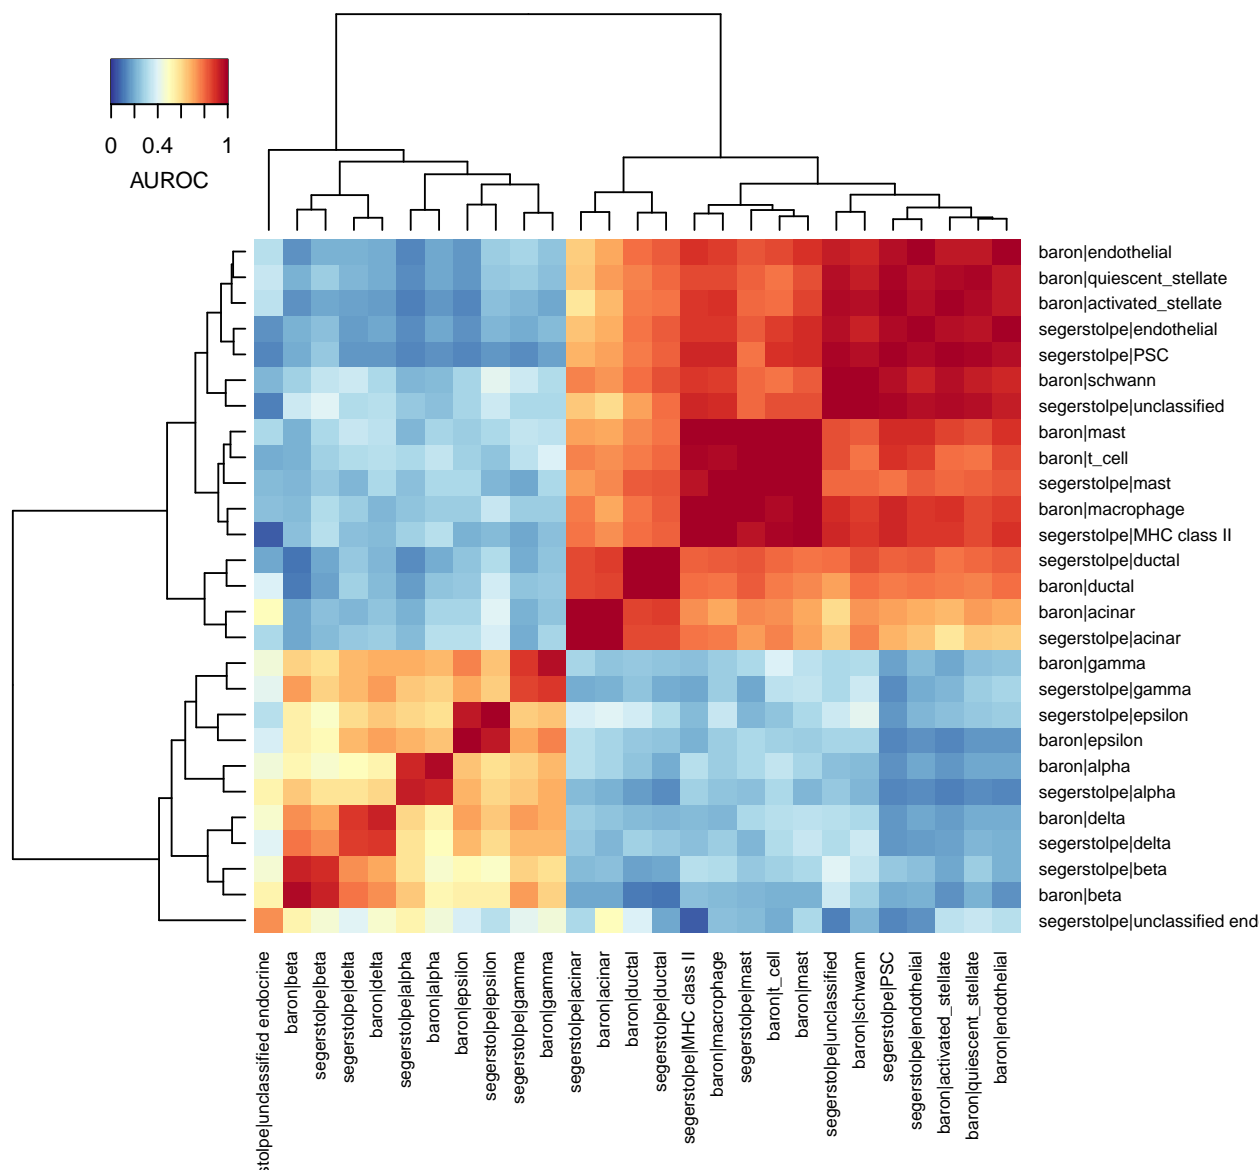 0 0.4 1
AUROC
baron|endothelial
baron|quiescent_stellate
baron|activated_stellate
segerstolpe|endothelial
segerstolpe|PSC
baron|schwann
segerstolpe|unclassified
baron|mast
baron|t_cell
segerstolpe|mast
baron|macrophage
segerstolpe|MHC class II
segerstolpe|ductal
baron|ductal
baron|acinar
segerstolpe|acinar
baron|gamma
segerstolpe|gamma
segerstolpe|epsilon
baron|epsilon
baron|alpha
segerstolpe|alpha
baron|delta
segerstolpe|delta
segerstolpe|beta
baron|beta
segerstolpe|unclassified end
stolpe|unclassified endocrine
baron|beta
segerstolpe|beta
segerstolpe|delta
baron|delta
segerstolpe|alpha
baron|alpha
baron|epsilon
segerstolpe|epsilon
segerstolpe|gamma
baron|gamma
segerstolpe|acinar
baron|acinar
baron|ductal
segerstolpe|ductal
segerstolpe|MHC class II
baron|macrophage
segerstolpe|mast
baron|t_cell
baron|mast
segerstolpe|unclassified
baron|schwann
segerstolpe|PSC
segerstolpe|endothelial
baron|activated_stellate
baron|quiescent_stellate
baron|endothelial